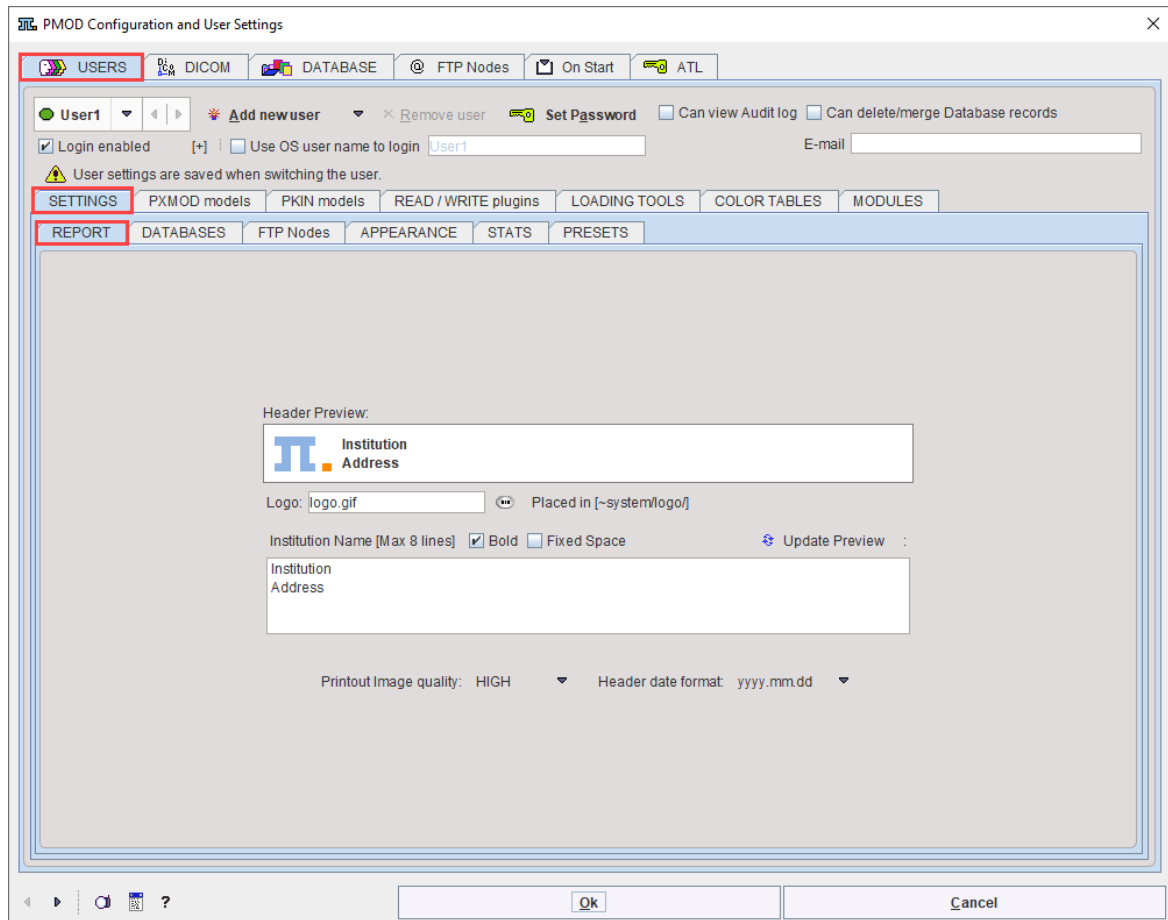 PMOD Configuration and User Settings
USERS DICOM DATABASE @ FTP Nodes On Start ATL
User1 Add new user Remove user Set Password Can view Audit log Can delete/merge Database records
Login enabled [+] Use OS user name to login User1 E-mail
User settings are saved when switching the user.
SETTINGS PXMOD models PKIN models READ / WRITE plugins LOADING TOOLS COLOR TABLES MODULES
REPORT DATABASES FTP Nodes APPEARANCE STATS PRESETS
Header Preview:
Institution
Address
Logo: logo.gif Placed in [~system/logo/]
Institution Name [Max 8 lines] Bold Fixed Space Update Preview :
Institution
Address
Printout Image quality: HIGH Header date format: yyyy.mm.dd
? Ok Cancel